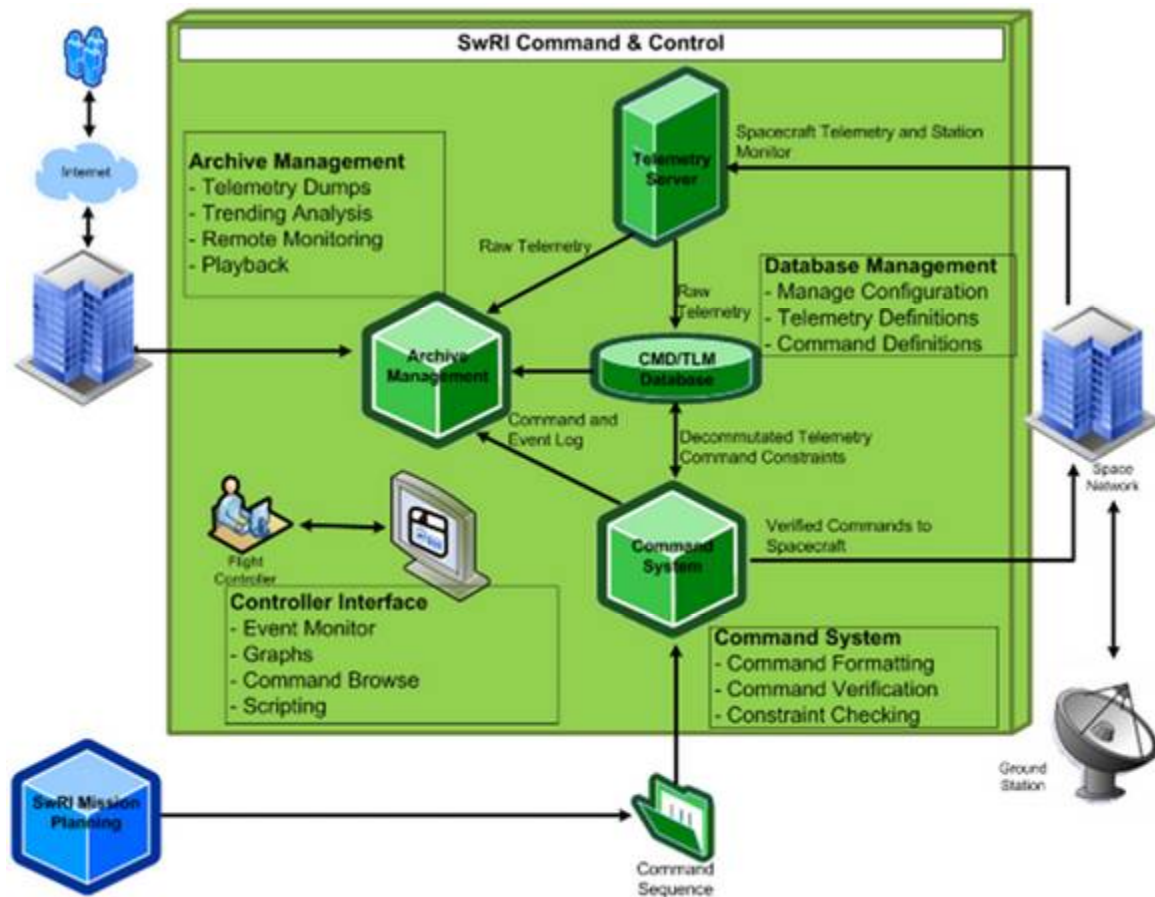 SwRI Command & Control
Internet
Archive Management
- Telemetry Dumps
- Trending Analysis
- Remote Monitoring
- Playback
Telemetry
Server
Spacecraft Telemetry and Station
Monitor
Raw Telemetry
Raw
Telemetry
Database Management
- Manage Configuration
- Telemetry Definitions
- Command Definitions
Archive
Management
CMD/TLM
Database
Command and
Event Log
Decommutated Telemetry
Command Constraints
Space
Network
Flight
Controller
Command
System
Verified Commands to
Spacecraft
Controller Interface
- Event Monitor
- Graphs
- Command Browse
- Scripting
Command System
- Command Formatting
- Command Verification
- Constraint Checking
Ground
Station
SwRI Mission
Planning
Command
Sequence